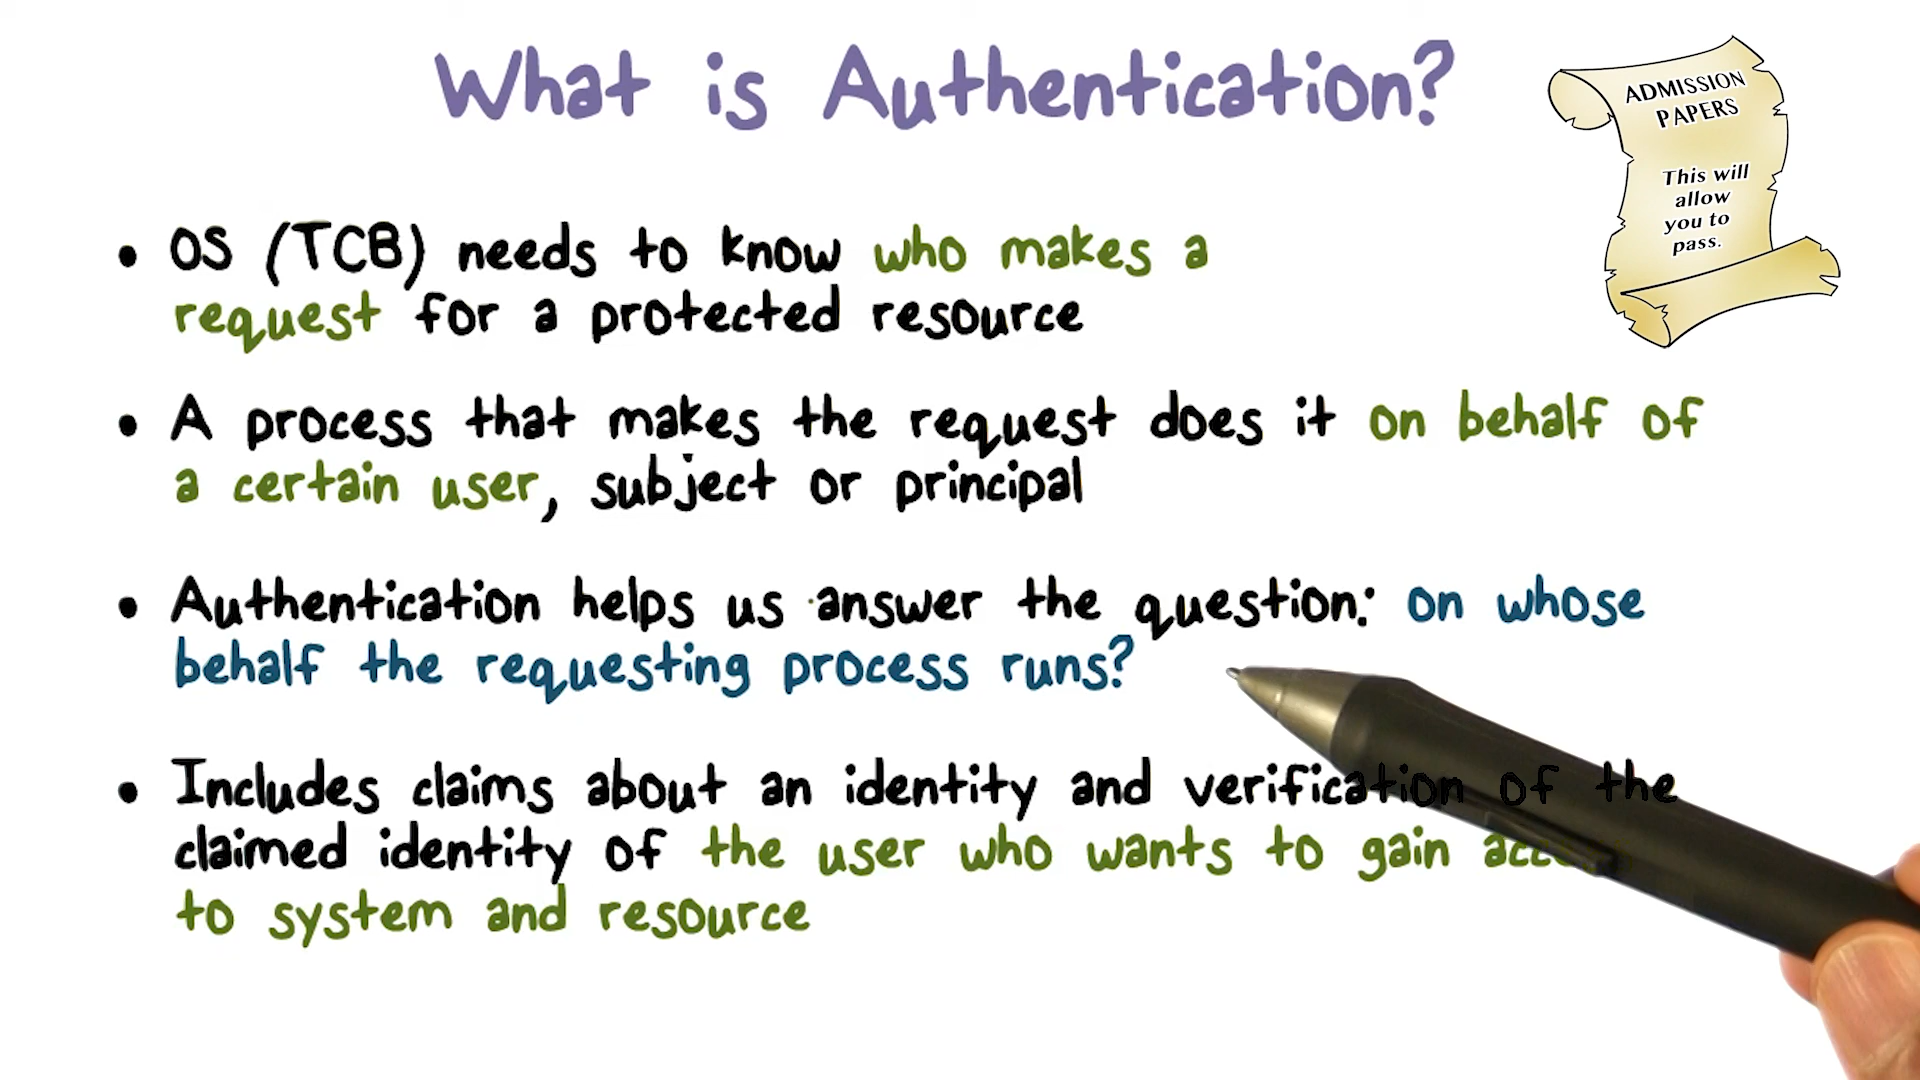 What is Authentication?
ADMISSION
PAPERS
This will
allow
you to
pass.
• OS (TCB) needs to know who makes a
request for a protected resource
• A process that makes the request does it on behalf of
a certain user, subject or principal
• Authentication helps us answer the question: on whose
behalf the requesting process runs?
• Includes claims about an identity and verification of the
claimed identity of the user who wants to gain
to system and resource